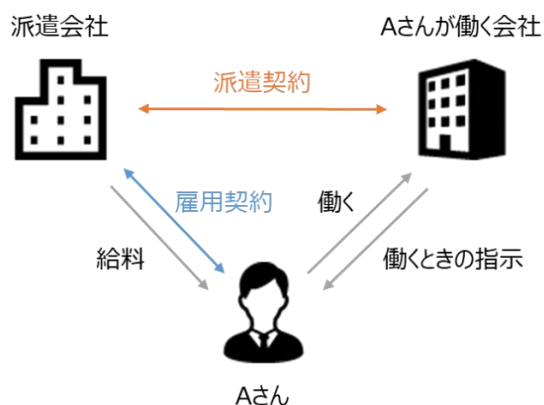 派遣会社
Aさんが働く会社
派遣契約
雇用契約
働く
給料
働くときの指示
Aさん